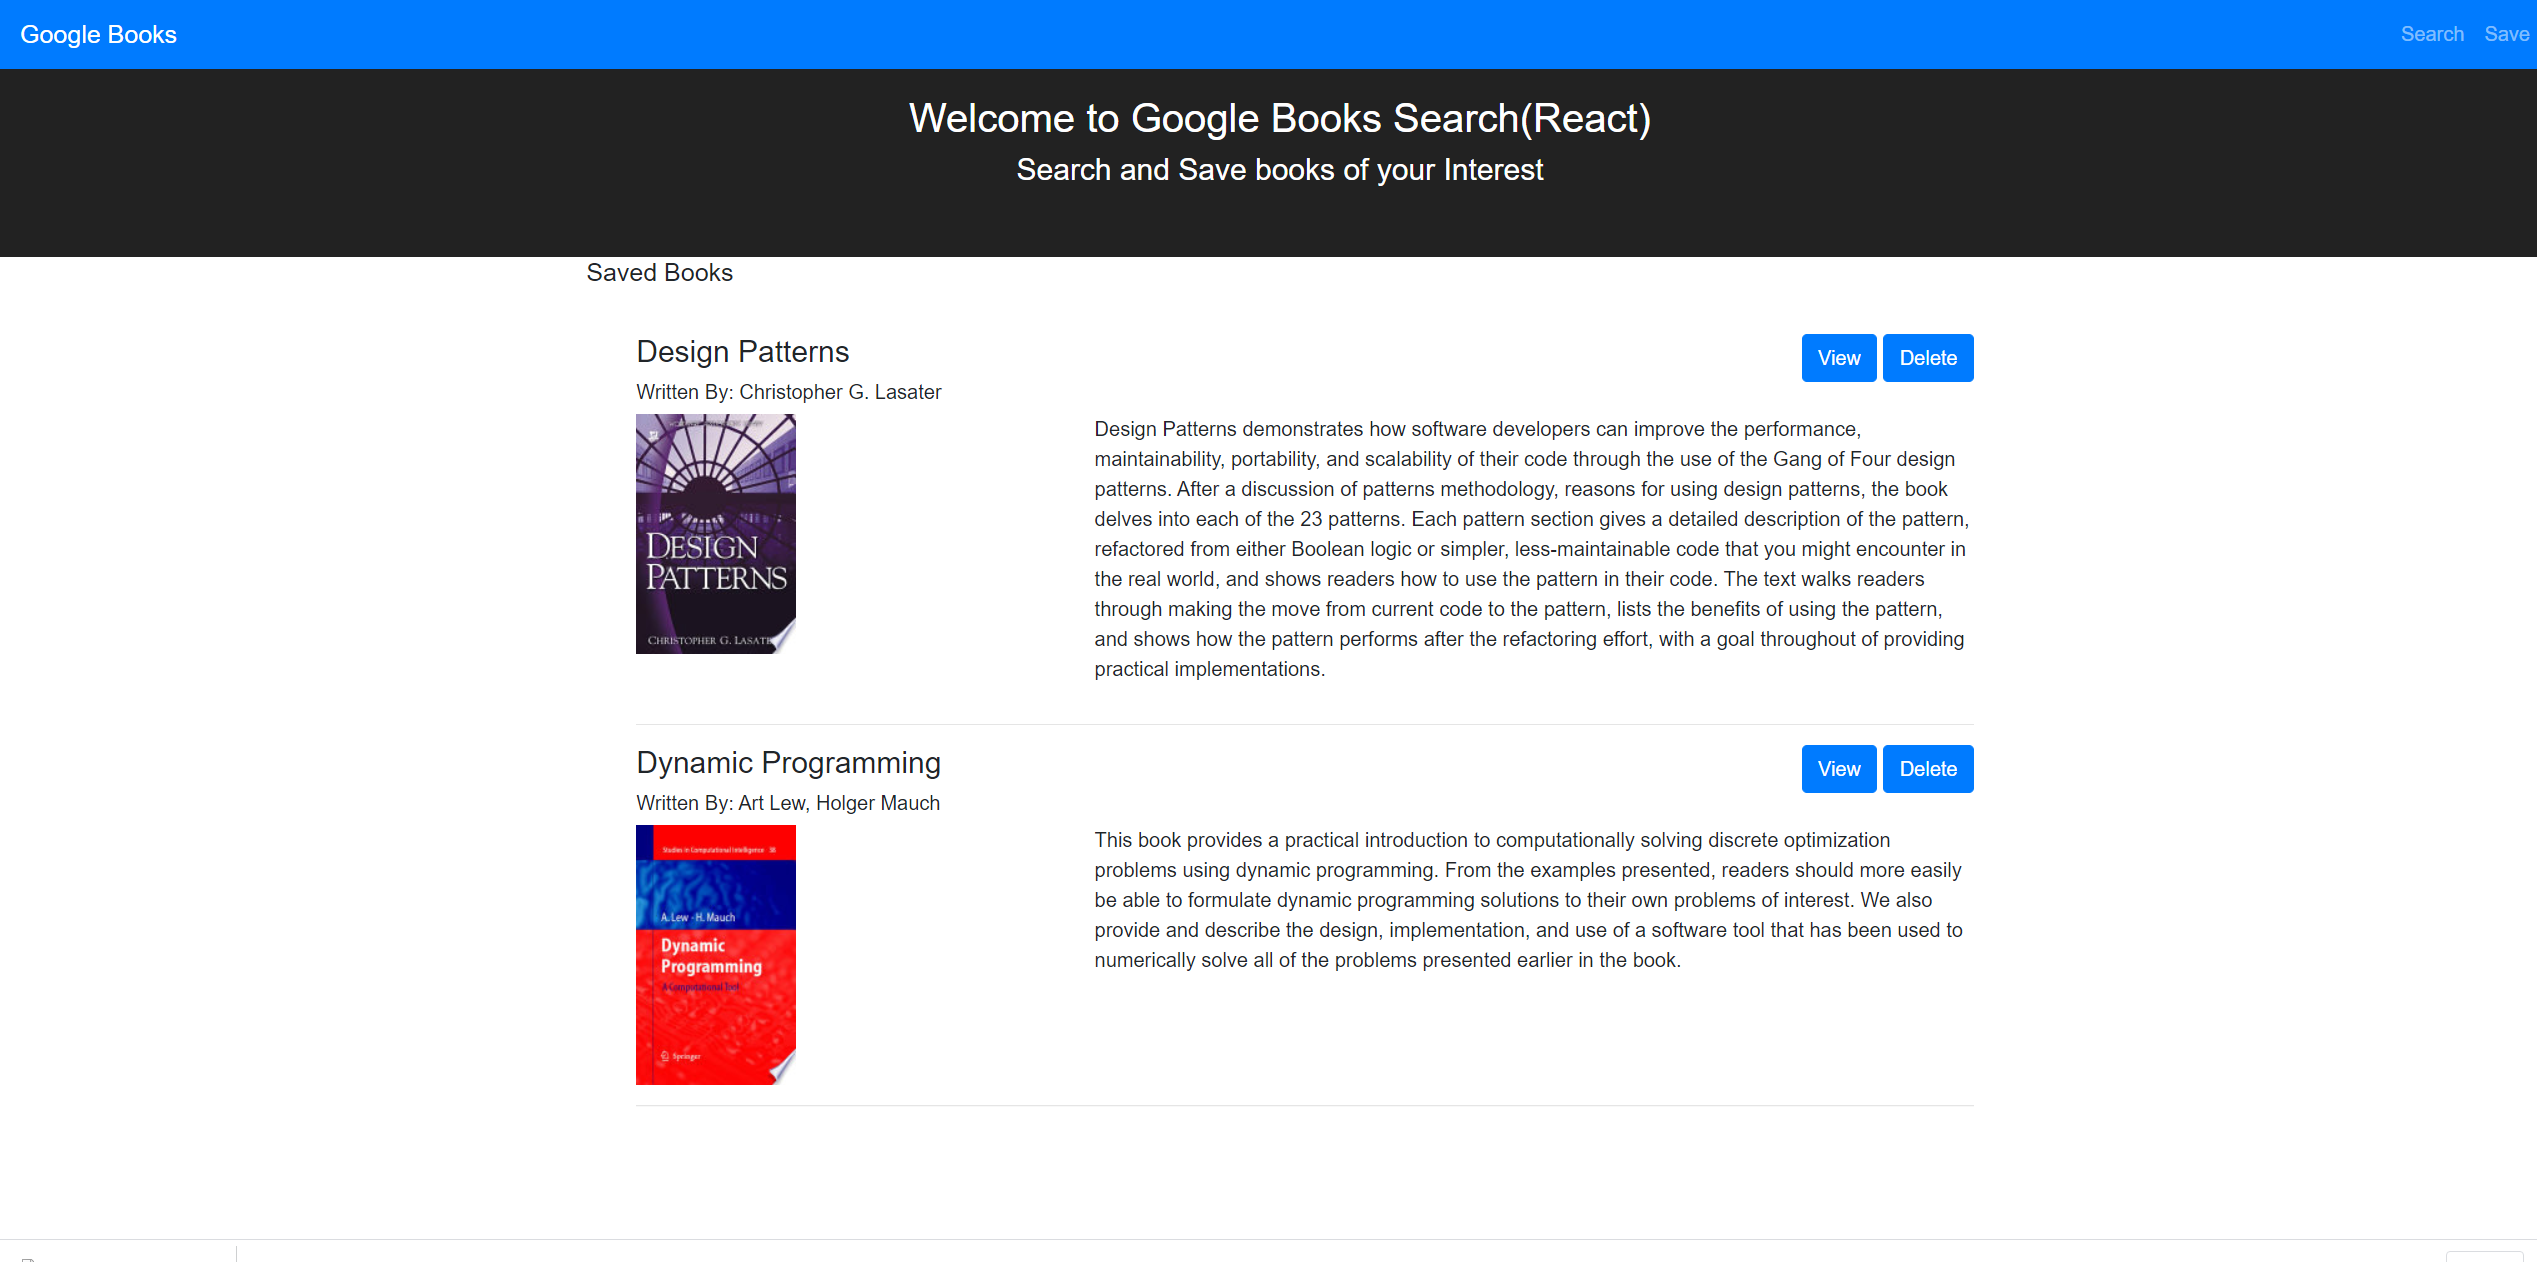 Google Books
Search
Save
Welcome to Google Books Search(React)
Search and Save books of your Interest
Saved Books
Design Patterns
View
Delete
Written By: Christopher G. Lasater
DESIGN
PATTERNS
CHRISTOPHER G. LASATE
Design Patterns demonstrates how software developers can improve the performance,
maintainability, portability, and scalability of their code through the use of the Gang of Four design
patterns. After a discussion of patterns methodology, reasons for using design patterns, the book
delves into each of the 23 patterns. Each pattern section gives a detailed description of the pattern,
refactored from either Boolean logic or simpler, less-maintainable code that you might encounter in
the real world, and shows readers how to use the pattern in their code. The text walks readers
through making the move from current code to the pattern, lists the benefits of using the pattern,
and shows how the pattern performs after the refactoring effort, with a goal throughout of providing
practical implementations.
Dynamic Programming
View
Delete
Written By: Art Lew, Holger Mauch
Studies in Computational Intelligence 38
A. Lew · H. Mauch
Dynamic
Programming
A Computational Tool
Springer
This book provides a practical introduction to computationally solving discrete optimization
problems using dynamic programming. From the examples presented, readers should more easily
be able to formulate dynamic programming solutions to their own problems of interest. We also
provide and describe the design, implementation, and use of a software tool that has been used to
numerically solve all of the problems presented earlier in the book.